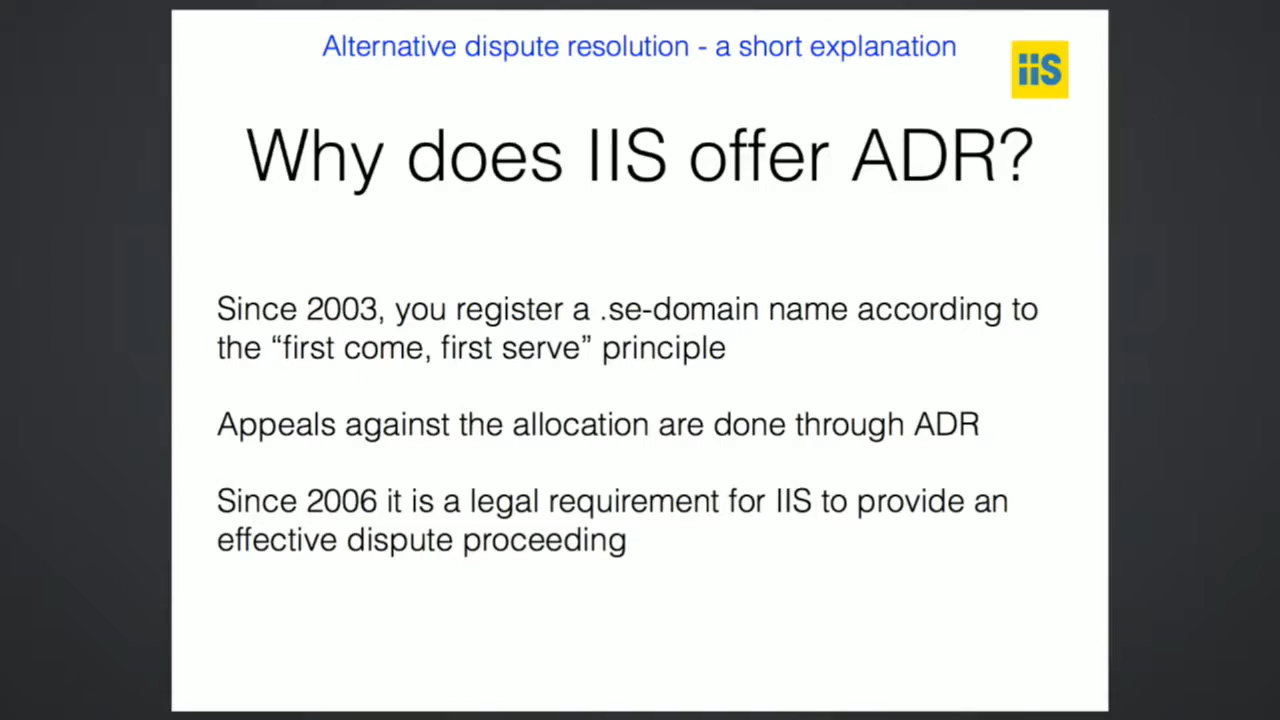 Alternative dispute resolution - a short explanation
iis
Why does IIS offer ADR?
Since 2003, you register a .se-domain name according to
the “first come, first serve” principle
Appeals against the allocation are done through ADR
Since 2006 it is a legal requirement for IIS to provide an
effective dispute proceeding